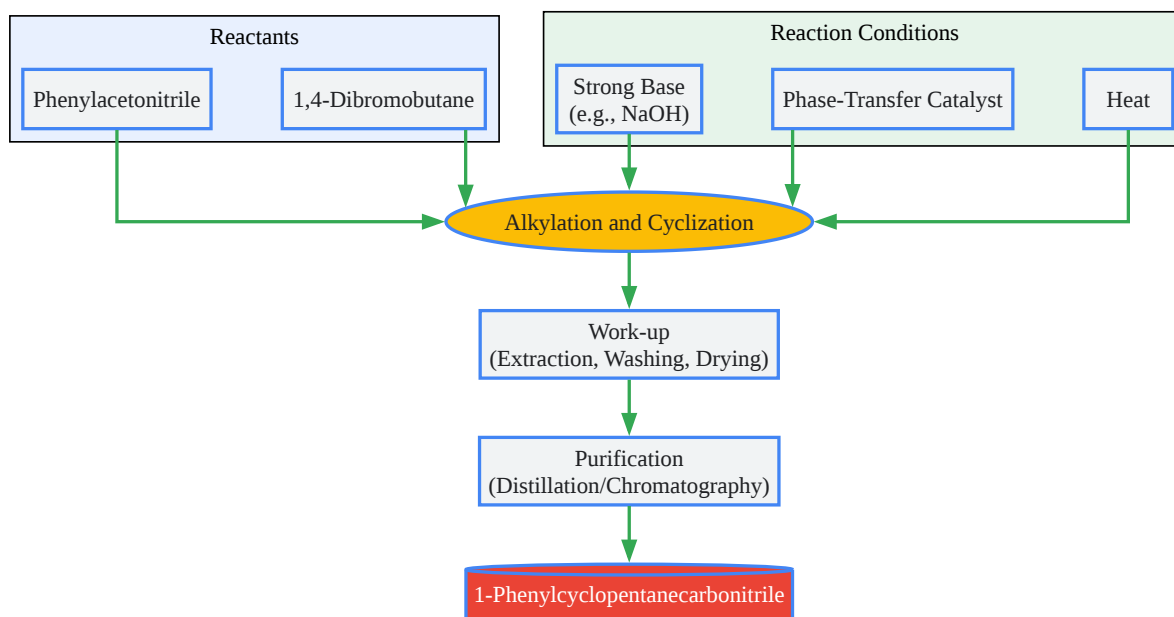 Reactants
Reaction Conditions
Phenylacetonitrile
1,4-Dibromobutane
Strong Base
(e.g., NaOH)
Phase-Transfer Catalyst
Heat
Alkylation and Cyclization
Work-up
(Extraction, Washing, Drying)
Purification
(Distillation/Chromatography)
1-Phenylcyclopentanecarbonitrile